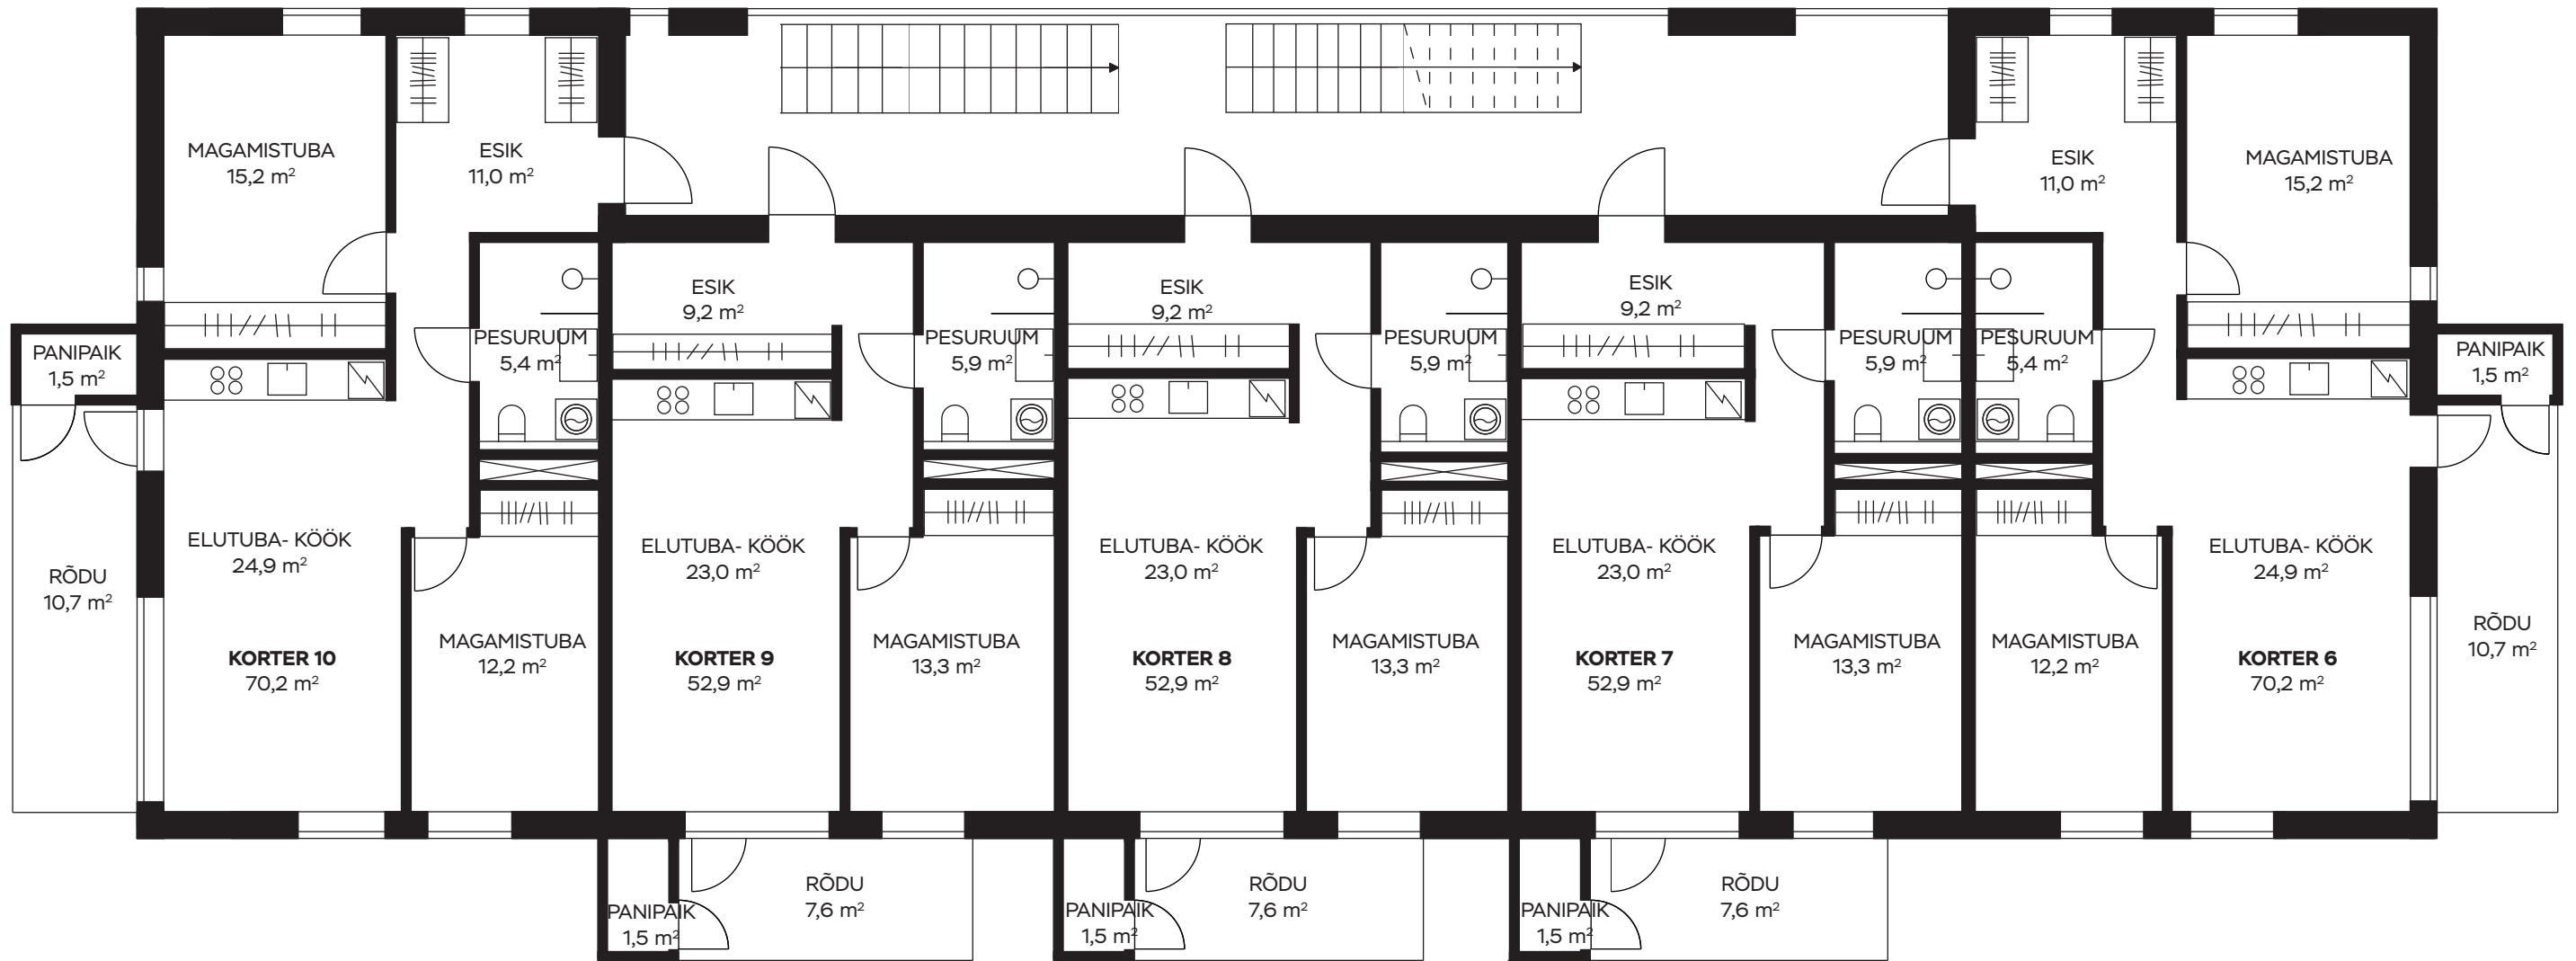 MAGAMISTUBA
15,2 m²
ESIK
11,0 m²
ESIK
11,0 m²
MAGAMISTUBA
15,2 m²
PANIPAIK
1,5 m²
PESURUUM
5,4 m²
ESIK
9,2 m²
PESURUUM
5,9 m²
ESIK
9,2 m²
PESURUUM
5,9 m²
ESIK
9,2 m²
PESURUUM
5,9 m²
PESURUUM
5,4 m²
PANIPAIK
1,5 m²
RÕDU
10,7 m²
ELUTUBA- KÖÖK
24,9 m²
KORTER 10
70,2 m²
MAGAMISTUBA
12,2 m²
ELUTUBA- KÖÖK
23,0 m²
KORTER 9
52,9 m²
MAGAMISTUBA
13,3 m²
ELUTUBA- KÖÖK
23,0 m²
KORTER 8
52,9 m²
MAGAMISTUBA
13,3 m²
ELUTUBA- KÖÖK
23,0 m²
KORTER 7
52,9 m²
MAGAMISTUBA
13,3 m²
MAGAMISTUBA
12,2 m²
ELUTUBA- KÖÖK
24,9 m²
KORTER 6
70,2 m²
RÕDU
10,7 m²
PANIPAIK
1,5 m²
RÕDU
7,6 m²
PANIPAIK
1,5 m²
RÕDU
7,6 m²
PANIPAIK
1,5 m²
RÕDU
7,6 m²